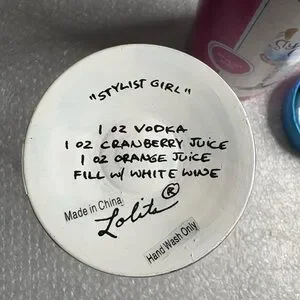 "STYLIST GIRL"
1 OZ VODKA
1 OZ CRANBERRY JUICE
1 OZ ORANGE JUICE
FILL W/ WHITE WINE
Made in China
Lolita®
Hand Wash Only